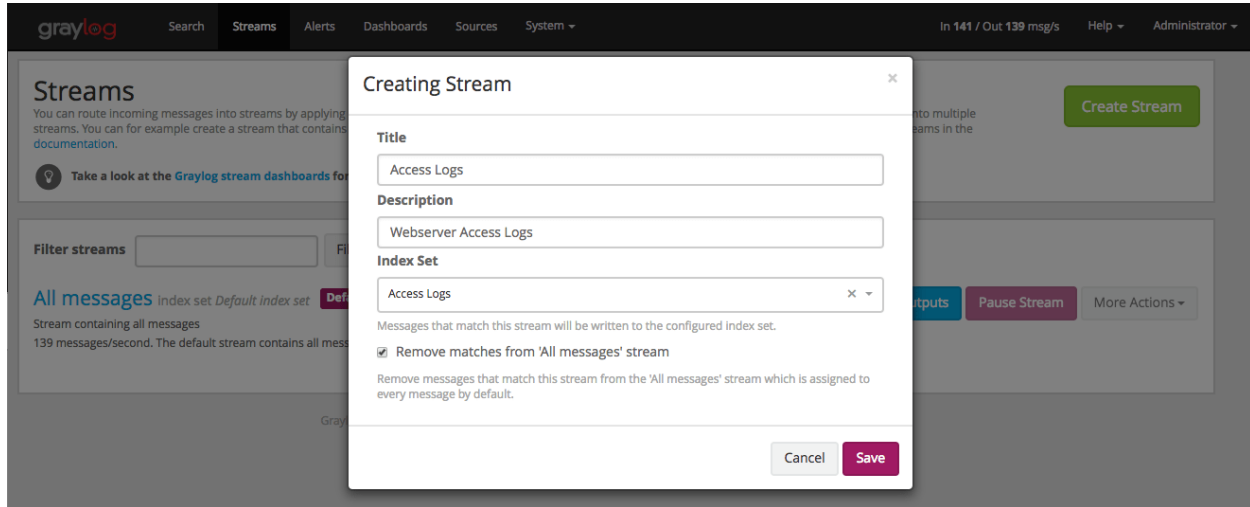 graylog Search Streams Alerts Dashboards Sources System In 141 / Out 139 msg/s Help Administrator
Streams
You can route incoming messages into streams by applying
nto multiple
streams. You can for example create a stream that contains
eams in the
documentation.
Take a look at the Graylog stream dashboards for
Create Stream
Filter streams
Fi
All messages index set Default index set Defa
Stream containing all messages
139 messages/second. The default stream contains all mess
utputs Pause Stream More Actions
Grayl
Creating Stream ×
Title
Access Logs
Description
Webserver Access Logs
Index Set
Access Logs ×
Messages that match this stream will be written to the configured index set.
Remove matches from 'All messages' stream
Remove messages that match this stream from the 'All messages' stream which is assigned to
every message by default.
Cancel Save